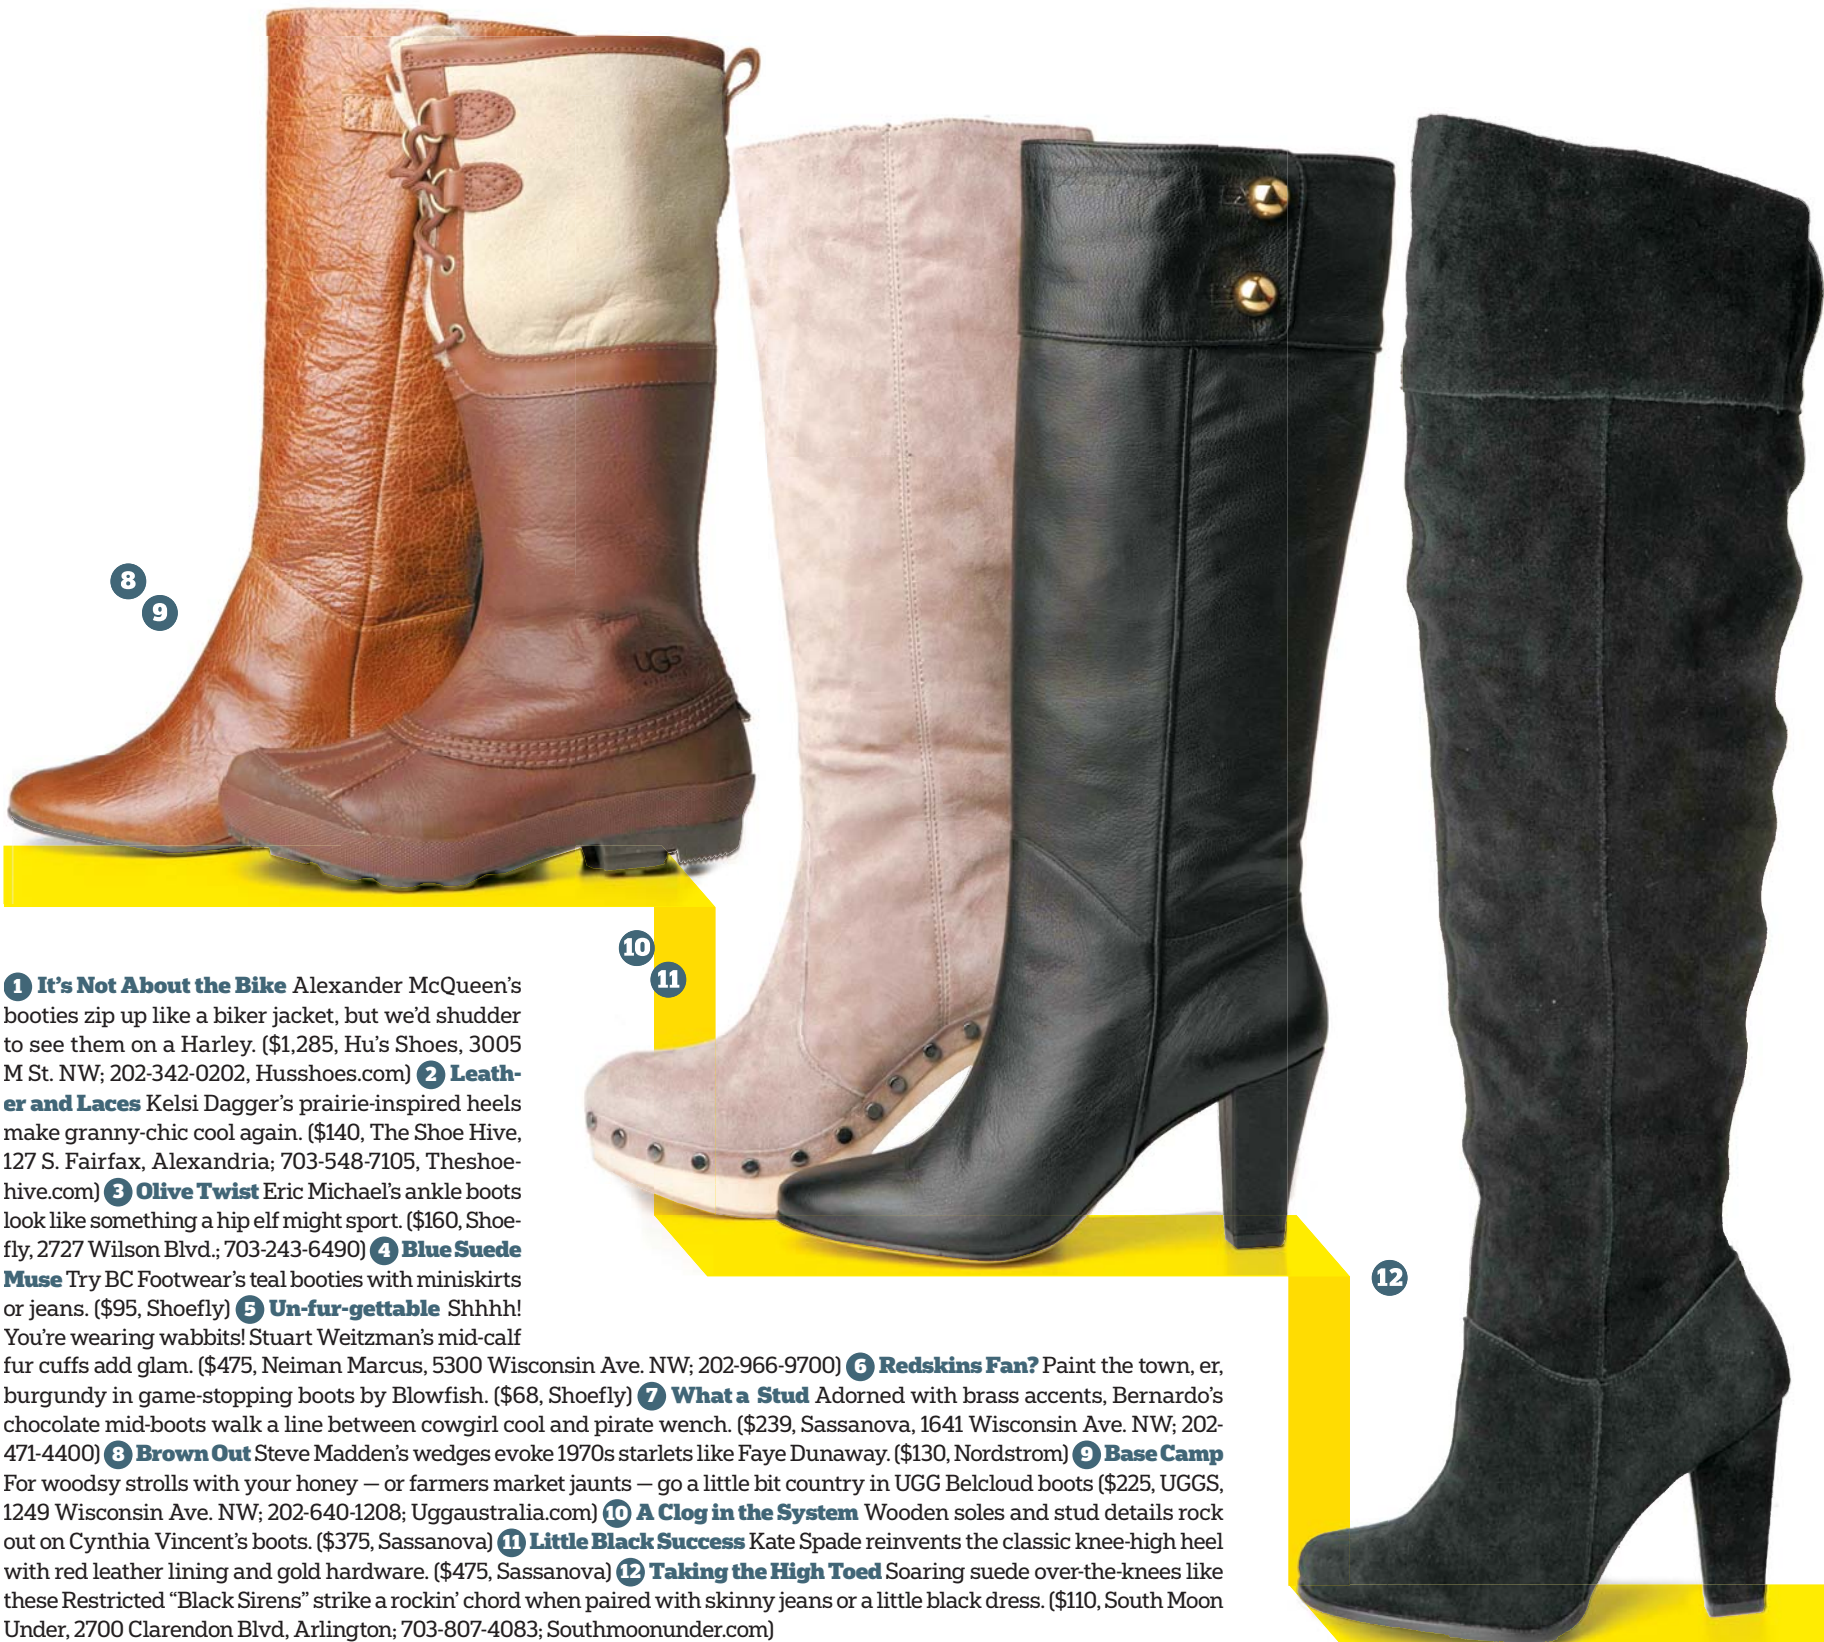 UGG
8
9
10
11
12
1 It's Not About the Bike Alexander McQueen's
booties zip up like a biker jacket, but we'd shudder
to see them on a Harley. ($1,285, Hu's Shoes, 3005
M St. NW; 202-342-0202, Husshoes.com) 2 Leath-
er and Laces Kelsi Dagger's prairie-inspired heels
make granny-chic cool again. ($140, The Shoe Hive,
127 S. Fairfax, Alexandria; 703-548-7105, Theshoe-
hive.com) 3 Olive Twist Eric Michael's ankle boots
look like something a hip elf might sport. ($160, Shoe-
fly, 2727 Wilson Blvd.; 703-243-6490) 4 Blue Suede
Muse Try BC Footwear's teal booties with miniskirts
or jeans. ($95, Shoefly) 5 Un-fur-gettable Shhhh!
You're wearing wabbits! Stuart Weitzman's mid-calf
fur cuffs add glam. ($475, Neiman Marcus, 5300 Wisconsin Ave. NW; 202-966-9700) 6 Redskins Fan? Paint the town, er,
burgundy in game-stopping boots by Blowfish. ($68, Shoefly) 7 What a Stud Adorned with brass accents, Bernardo's
chocolate mid-boots walk a line between cowgirl cool and pirate wench. ($239, Sassanova, 1641 Wisconsin Ave. NW; 202-
471-4400) 8 Brown Out Steve Madden's wedges evoke 1970s starlets like Faye Dunaway. ($130, Nordstrom) 9 Base Camp
For woodsy strolls with your honey — or farmers market jaunts — go a little bit country in UGG Belcloud boots ($225, UGGS,
1249 Wisconsin Ave. NW; 202-640-1208; Uggaustralia.com) 10 A Clog in the System Wooden soles and stud details rock
out on Cynthia Vincent's boots. ($375, Sassanova) 11 Little Black Success Kate Spade reinvents the classic knee-high heel
with red leather lining and gold hardware. ($475, Sassanova) 12 Taking the High Toed Soaring suede over-the-knees like
these Restricted “Black Sirens” strike a rockin' chord when paired with skinny jeans or a little black dress. ($110, South Moon
Under, 2700 Clarendon Blvd, Arlington; 703-807-4083; Southmoonunder.com)